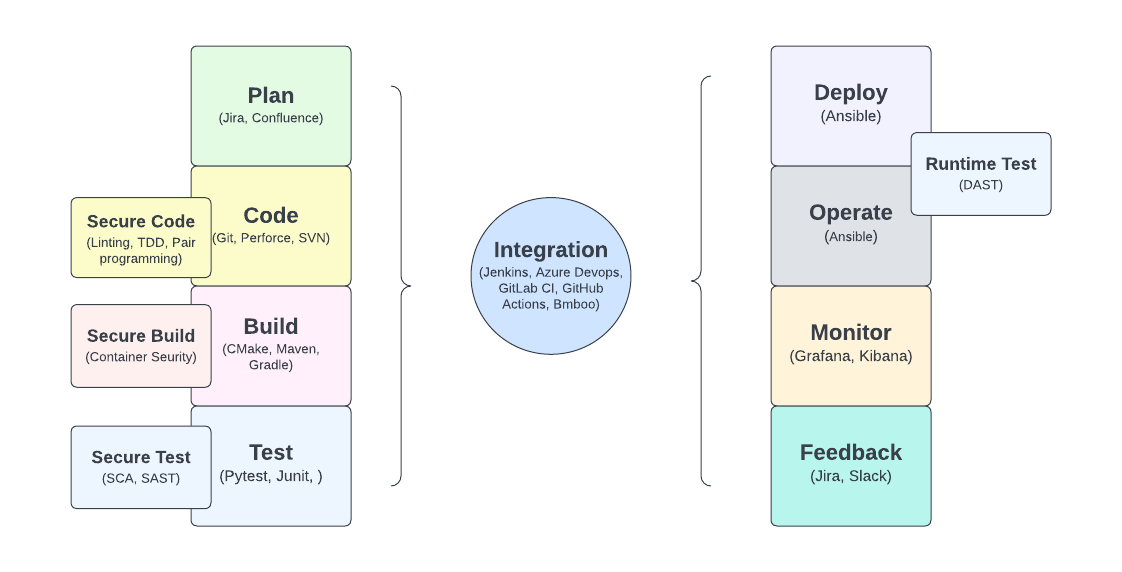 Plan
(Jira, Confluence)
Secure Code
(Linting, TDD, Pair
programming)
Code
(Git, Perforce, SVN)
Secure Build
(Container Seurity)
Build
(CMake, Maven,
Gradle)
Secure Test
(SCA, SAST)
Test
(Pytest, Junit, )
Integration
(Jenkins, Azure Devops,
GitLab CI, GitHub
Actions, Bmboo)
Deploy
(Ansible)
Runtime Test
(DAST)
Operate
(Ansible)
Monitor
(Grafana, Kibana)
Feedback
(Jira, Slack)